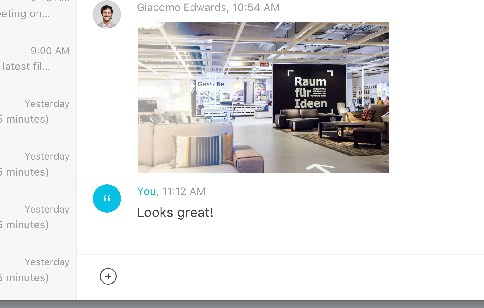 Giacomo Edwards, 10:54 AM
eeting on...
9:00 AM
latest fil...
Yesterday
5 minutes)
Yesterday
5 minutes)
Yesterday
5 minutes)
Yesterday
5 minutes)
Raum
für
Ideen
You, 11:12 AM
Looks great!